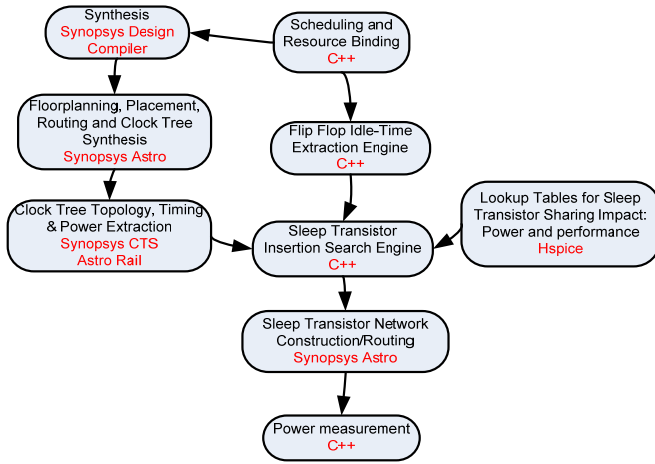 Synthesis
Synopsys Design
Compiler
Scheduling and
Resource Binding
C++
Floorplanning, Placement,
Routing and Clock Tree
Synthesis
Synopsys Astro
Flip Flop Idle-Time
Extraction Engine
C++
Clock Tree Topology, Timing
& Power Extraction
Synopsys CTS
Astro Rail
Sleep Transistor
Insertion Search Engine
C++
Lookup Tables for Sleep
Transistor Sharing Impact:
Power and performance
Hspice
Sleep Transistor Network
Construction/Routing
Synopsys Astro
Power measurement
C++